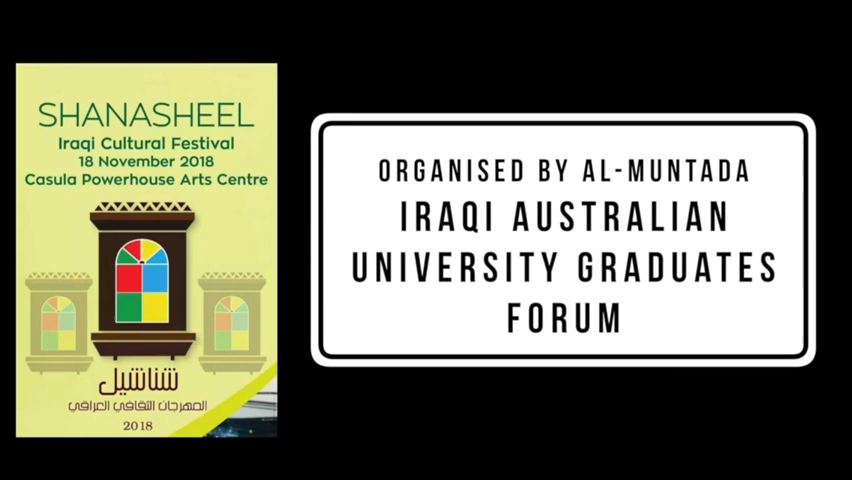 SHANASHEEL
Iraqi Cultural Festival
18 November 2018
Casula Powerhouse Arts Centre
شناشيل
المهرجان الثقافي العراقي
2018
ORGANISED BY AL-MUNTADA
IRAQI AUSTRALIAN
UNIVERSITY GRADUATES
FORUM